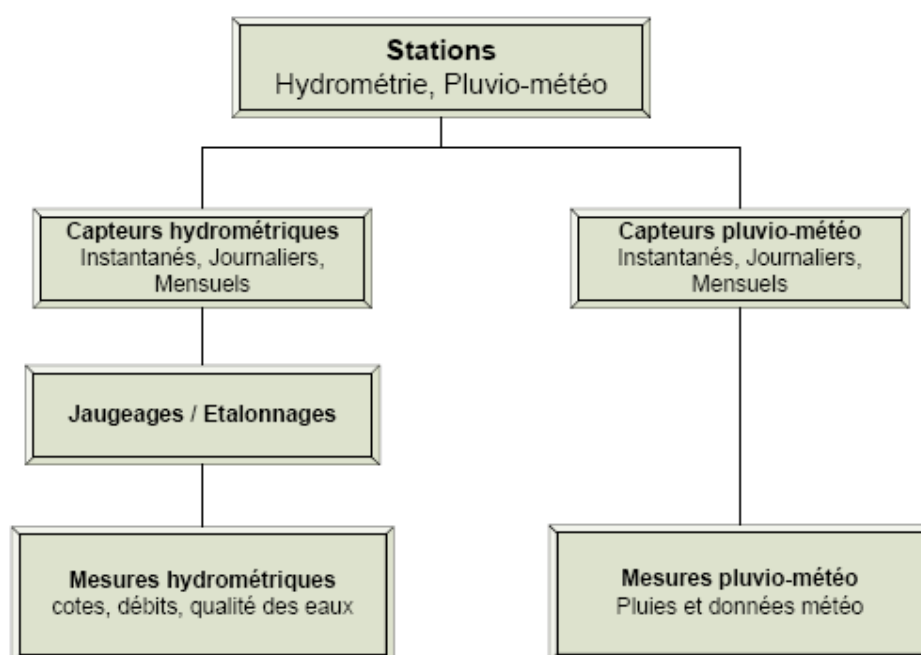 Stations
Hydrométrie, Pluvio-météo
Capteurs hydrométriques
Instantanés, Journaliers,
Mensuels
Capteurs pluvio-météo
Instantanés, Journaliers,
Mensuels
Jaugeages / Etalonnages
Mesures hydrométriques
cotes, débits, qualité des eaux
Mesures pluvio-météo
Pluies et données météo